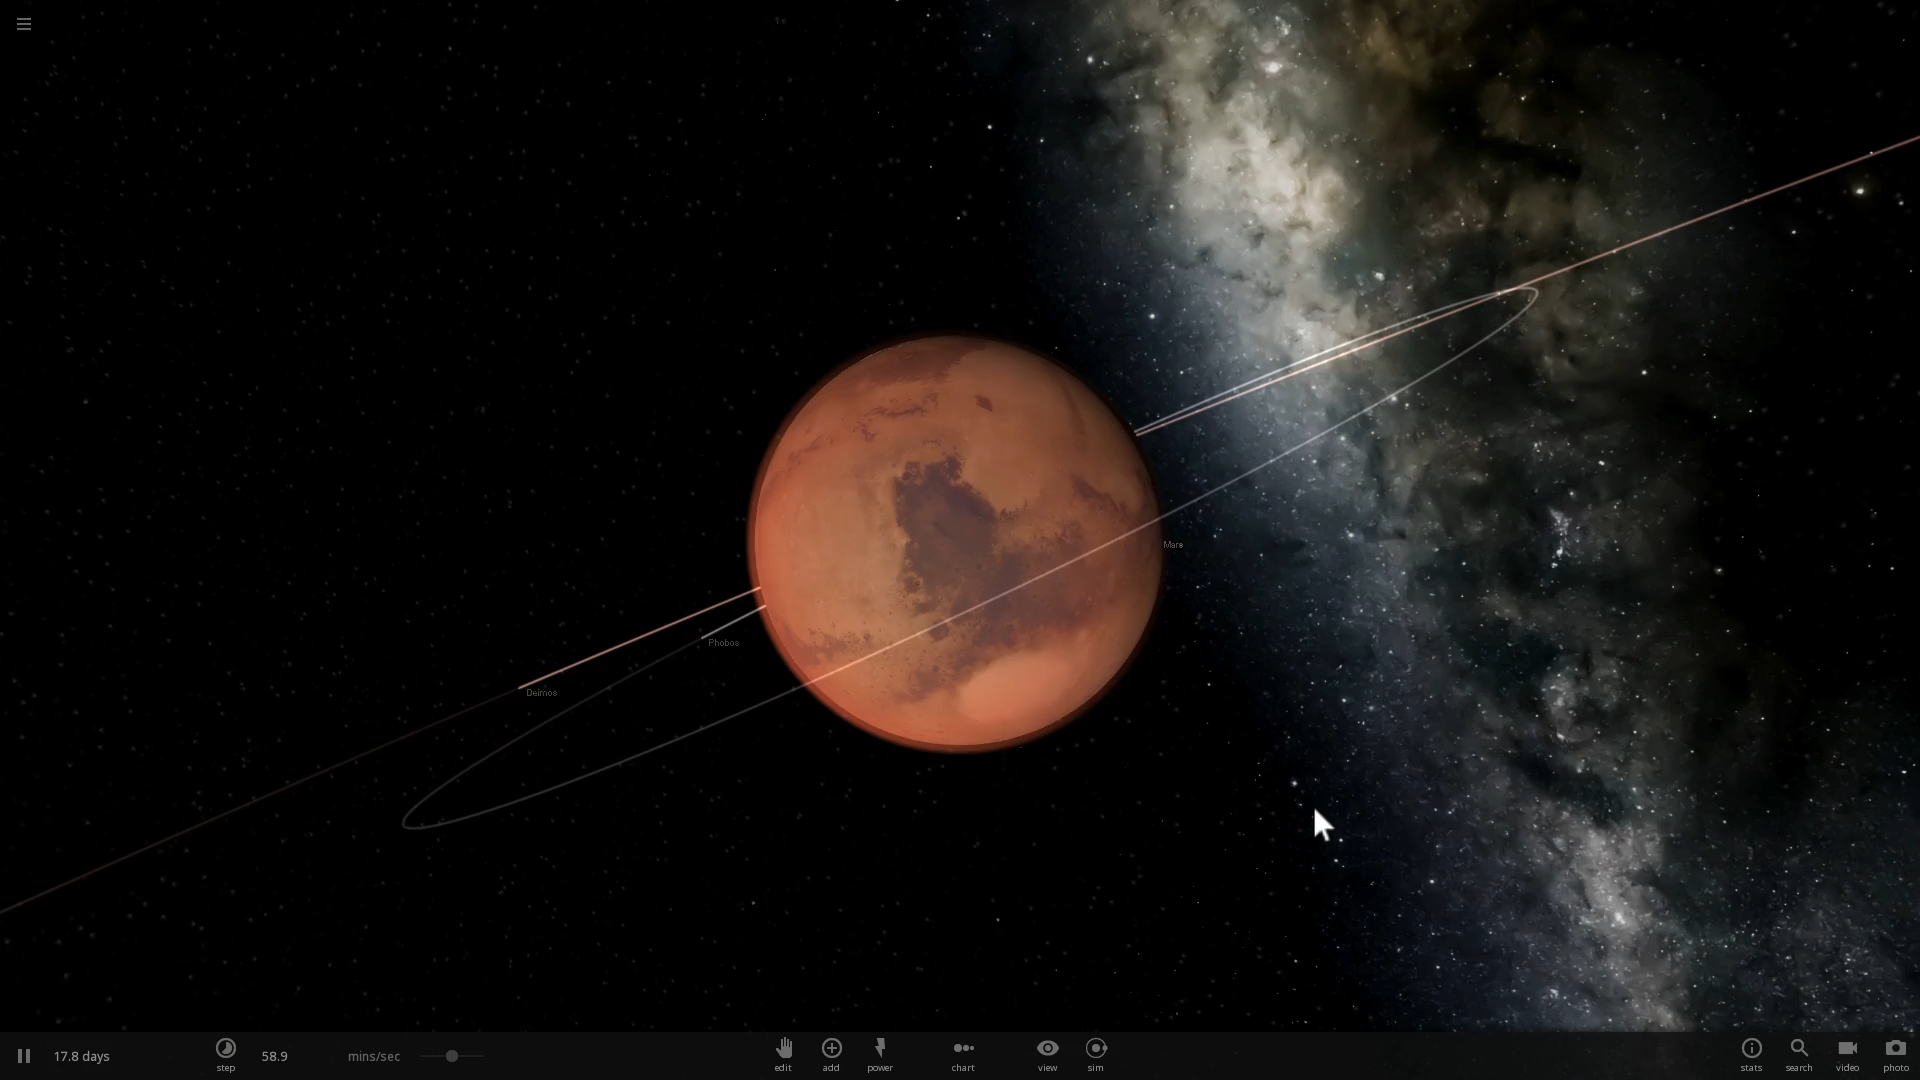 Mars
Phobos
Deimos
17.8 days
step
58.9
mins/sec
edit
add
power
chart
view
sim
stats
search
video
photo